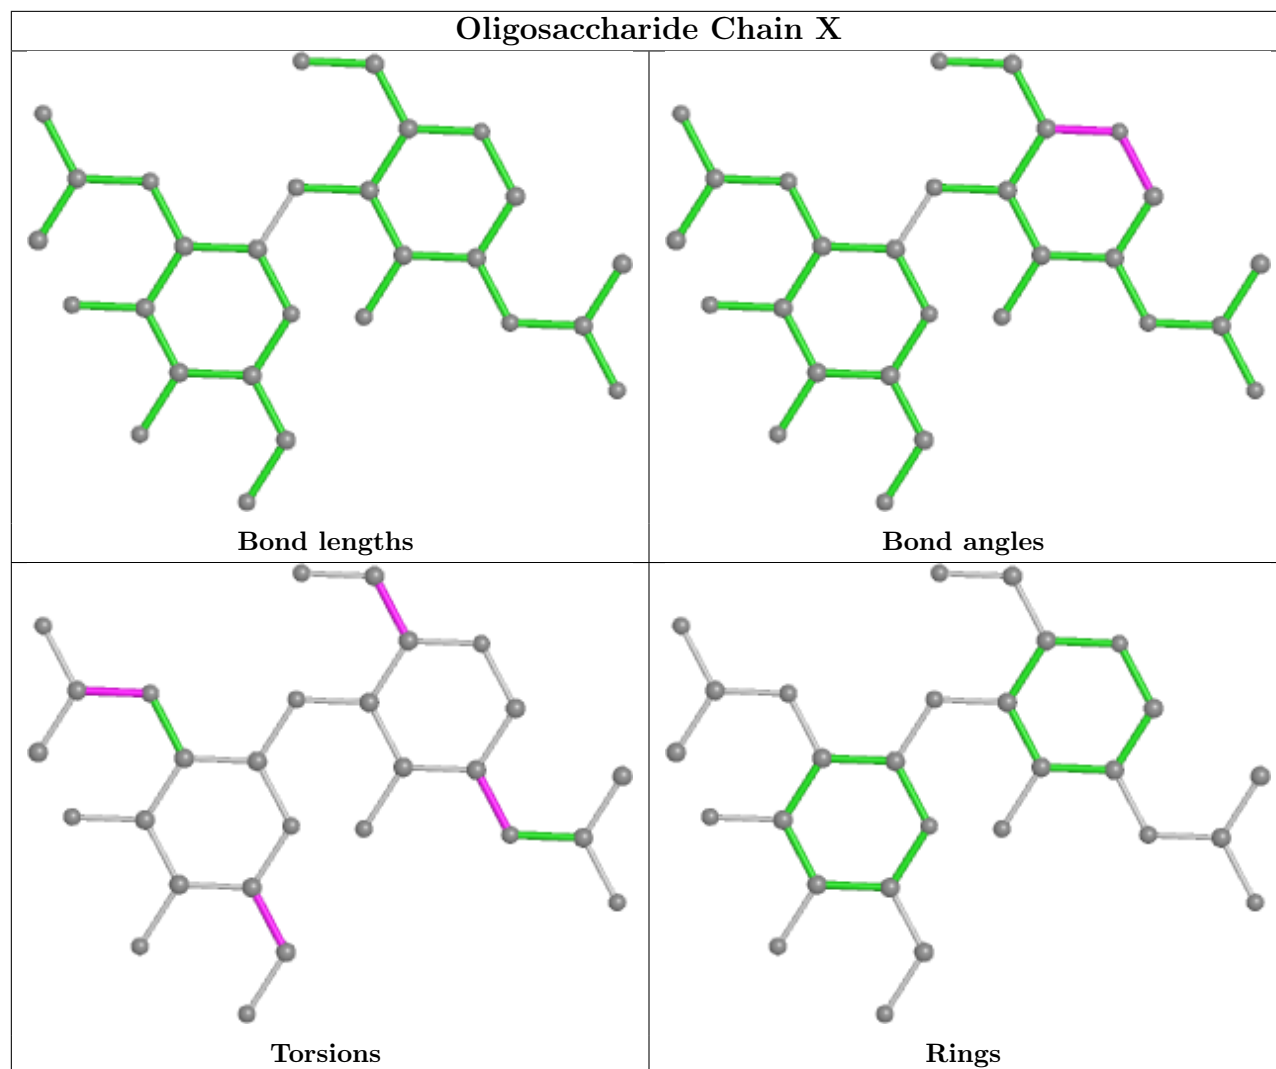 Oligosaccharide Chain X
Bond lengths
Bond angles
Torsions
Rings